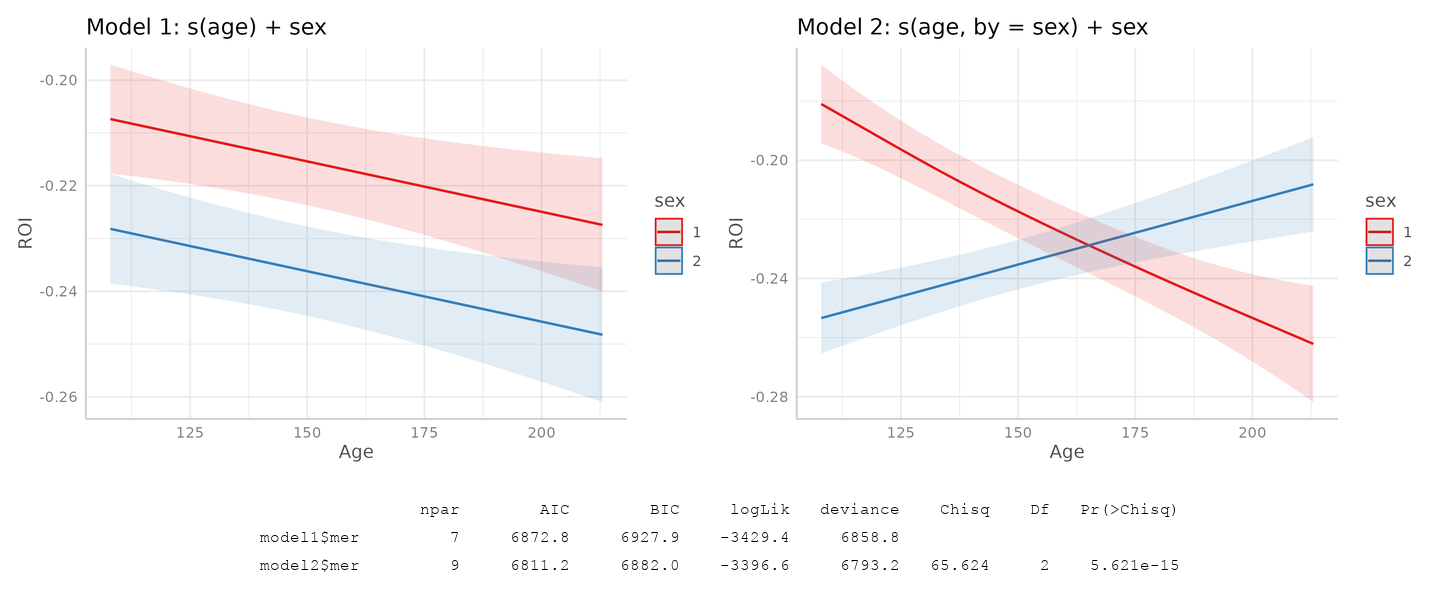 Model 1: s(age) + sex
-0.20
-0.22
-0.24
-0.26
ROI
125 150 175 200
Age
sex
1
2
Model 2: s(age, by = sex) + sex
-0.20
-0.24
-0.28
ROI
125 150 175 200
Age
sex
1
2
npar AIC BIC logLik deviance Chisq Df Pr(>Chisq)
model1$mer 7 6872.8 6927.9 -3429.4 6858.8
model2$mer 9 6811.2 6882.0 -3396.6 6793.2 65.624 2 5.621e-15